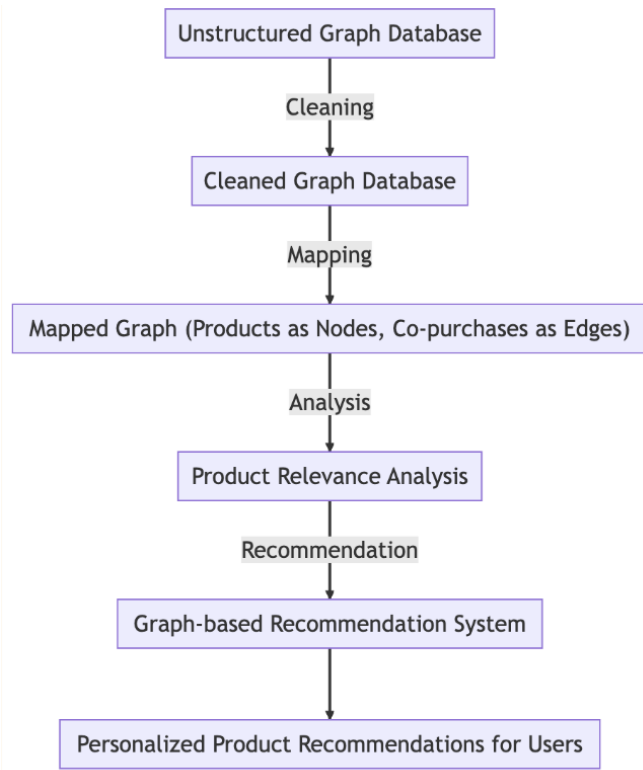 Unstructured Graph Database
Cleaning
Cleaned Graph Database
Mapping
Mapped Graph (Products as Nodes, Co-purchases as Edges)
Analysis
Product Relevance Analysis
Recommendation
Graph-based Recommendation System
Personalized Product Recommendations for Users